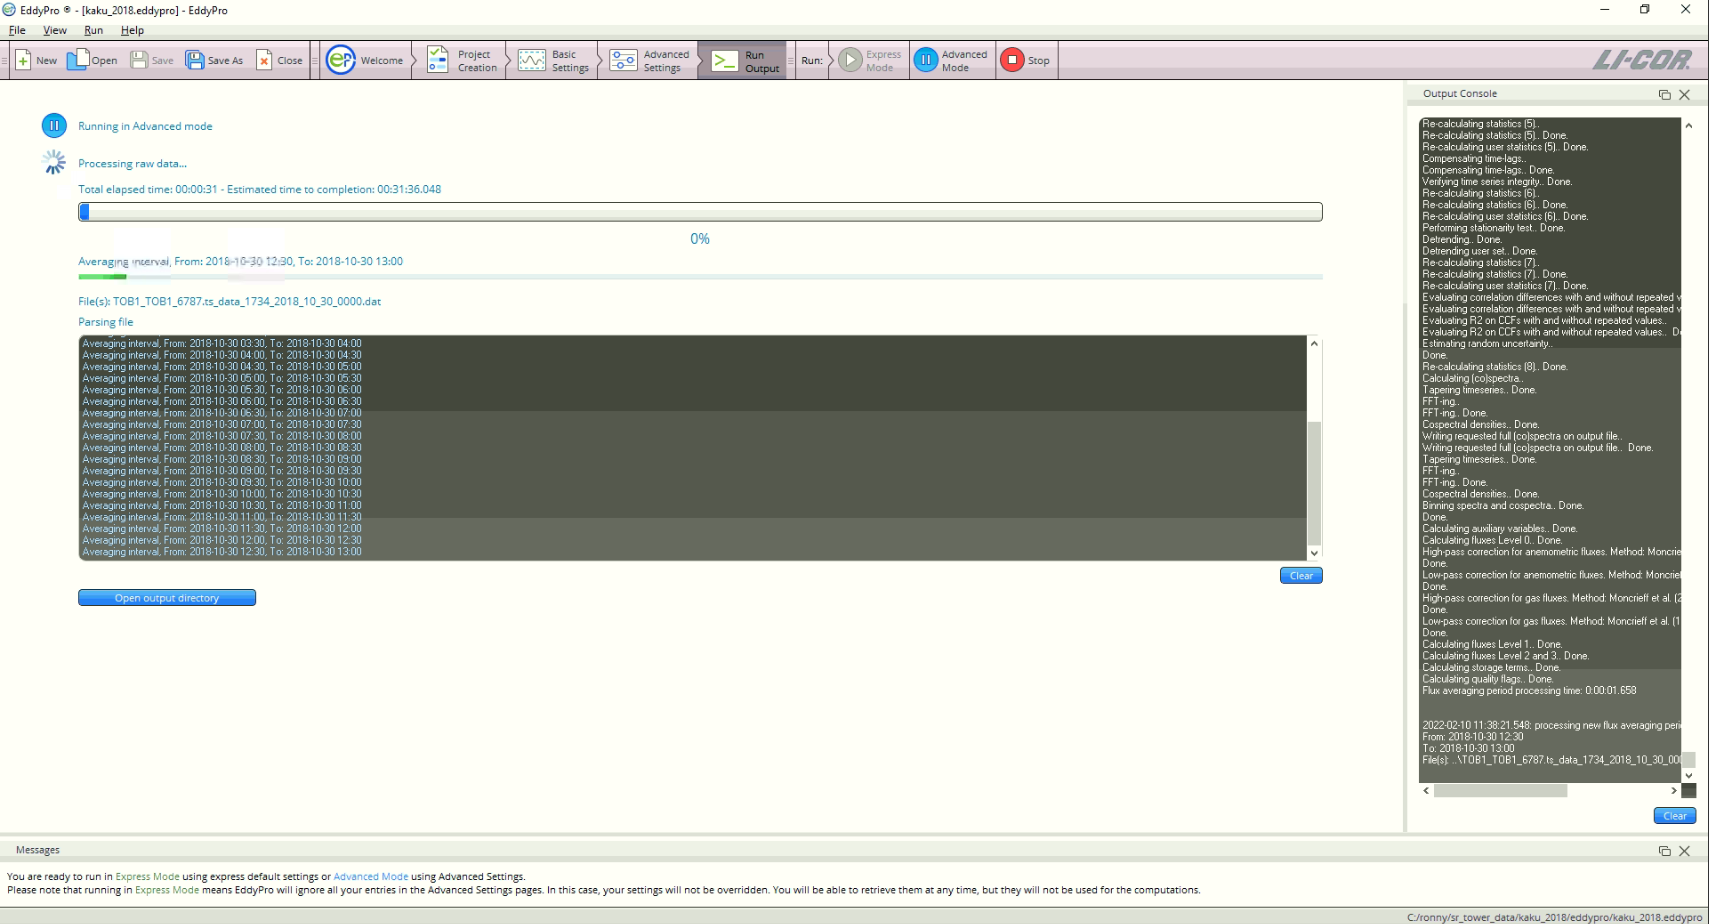 EddyPro ® - [kaku_2018.eddypro] - EddyPro
File View Run Help
New Open Save Save As Close Welcome Project Creation Basic Settings Advanced Settings Run Output Run: Express Mode Advanced Mode Stop LI-COR.
Running in Advanced mode
Processing raw data...
Total elapsed time: 00:00:31 - Estimated time to completion: 00:31:36.048
0%
Averaging interval, From: 2018-10-30 12:30, To: 2018-10-30 13:00
File(s): TOB1_TOB1_6787.ts_data_1734_2018_10_30_0000.dat
Parsing file
Averaging interval, From: 2018-10-30 03:30, To: 2018-10-30 04:00
Averaging interval, From: 2018-10-30 04:00, To: 2018-10-30 04:30
Averaging interval, From: 2018-10-30 04:30, To: 2018-10-30 05:00
Averaging interval, From: 2018-10-30 05:00, To: 2018-10-30 05:30
Averaging interval, From: 2018-10-30 05:30, To: 2018-10-30 06:00
Averaging interval, From: 2018-10-30 06:00, To: 2018-10-30 06:30
Averaging interval, From: 2018-10-30 06:30, To: 2018-10-30 07:00
Averaging interval, From: 2018-10-30 07:00, To: 2018-10-30 07:30
Averaging interval, From: 2018-10-30 07:30, To: 2018-10-30 08:00
Averaging interval, From: 2018-10-30 08:00, To: 2018-10-30 08:30
Averaging interval, From: 2018-10-30 08:30, To: 2018-10-30 09:00
Averaging interval, From: 2018-10-30 09:00, To: 2018-10-30 09:30
Averaging interval, From: 2018-10-30 09:30, To: 2018-10-30 10:00
Averaging interval, From: 2018-10-30 10:00, To: 2018-10-30 10:30
Averaging interval, From: 2018-10-30 10:30, To: 2018-10-30 11:00
Averaging interval, From: 2018-10-30 11:00, To: 2018-10-30 11:30
Averaging interval, From: 2018-10-30 11:30, To: 2018-10-30 12:00
Averaging interval, From: 2018-10-30 12:00, To: 2018-10-30 12:30
Averaging interval, From: 2018-10-30 12:30, To: 2018-10-30 13:00
Clear
Open output directory
Output Console
Re-calculating statistics (5)..
Re-calculating statistics (5).. Done.
Re-calculating user statistics (5).. Done.
Compensating time-lags..
Compensating time-lags.. Done.
Verifying time series integrity.. Done.
Re-calculating statistics (6)..
Re-calculating statistics (6).. Done.
Re-calculating user statistics (6).. Done.
Performing stationarity test.. Done.
Detrending.. Done.
Detrending user set.. Done.
Re-calculating statistics (7)..
Re-calculating statistics (7).. Done.
Re-calculating user statistics (7).. Done.
Evaluating correlation differences with and without repeated v
Evaluating correlation differences with and without repeated v
Evaluating R2 on CCFs with and without repeated values..
Evaluating R2 on CCFs with and without repeated values.. D
Estimating random uncertainty..
Done.
Re-calculating statistics (8).. Done.
Calculating (co)spectra..
Tapering timeseries.. Done.
FFT-ing..
FFT-ing.. Done.
Cospectral densities.. Done.
Writing requested full (co)spectra on output file..
Writing requested full (co)spectra on output file.. Done.
Tapering timeseries.. Done.
FFT-ing..
FFT-ing.. Done.
Cospectral densities.. Done.
Binning spectra and cospectra.. Done.
Done.
Calculating auxiliary variables.. Done.
Calculating fluxes Level 0.. Done.
High-pass correction for anemometric fluxes. Method: Moncrie
Done.
Low-pass correction for anemometric fluxes. Method: Moncrief
Done.
High-pass correction for gas fluxes. Method: Moncrieff et al. (2
Done.
Low-pass correction for gas fluxes. Method: Moncrieff et al. (1
Done.
Calculating fluxes Level 1.. Done.
Calculating fluxes Level 2 and 3.. Done.
Calculating storage terms.. Done.
Calculating quality flags.. Done.
Flux averaging period processing time: 0:00:01.658
2022-02-10 11:38:21.548: processing new flux averaging peri
From: 2018-10-30 12:30
To: 2018-10-30 13:00
File(s): ..\TOB1_TOB1_6787.ts_data_1734_2018_10_30_00
Clear
Messages
You are ready to run in Express Mode using express default settings or Advanced Mode using Advanced Settings.
Please note that running in Express Mode means EddyPro will ignore all your entries in the Advanced Settings pages. In this case, your settings will not be overridden. You will be able to retrieve them at any time, but they will not be used for the computations.
C:/ronny/sr_tower_data/kaku_2018/eddypro/kaku_2018.eddypro